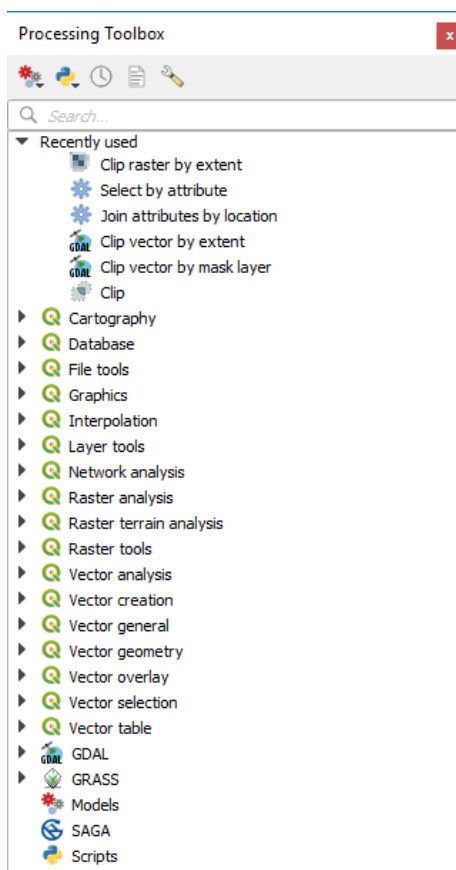 Processing Toolbox
x
Search...
Recently used
Clip raster by extent
Select by attribute
Join attributes by location
GDAL Clip vector by extent
GDAL Clip vector by mask layer
Clip
Cartography
Database
File tools
Graphics
Interpolation
Layer tools
Network analysis
Raster analysis
Raster terrain analysis
Raster tools
Vector analysis
Vector creation
Vector general
Vector geometry
Vector overlay
Vector selection
Vector table
GDAL GDAL
GRASS
Models
SAGA
Scripts